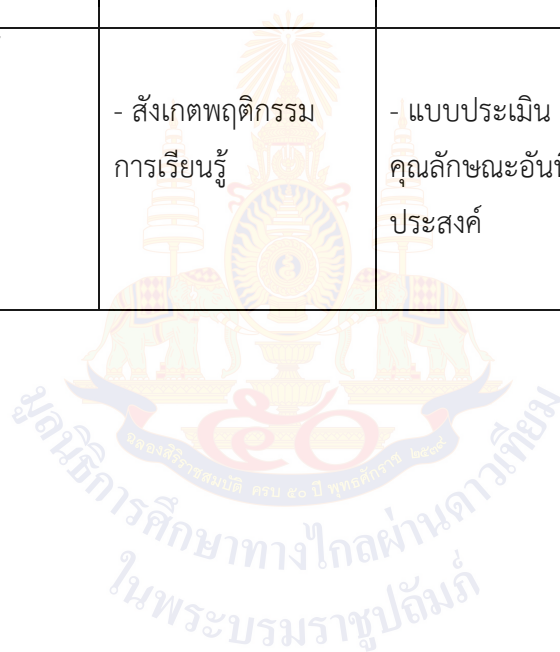 - สังเกตพฤติกรรม
การเรียนรู้
- แบบประเมิน
คุณลักษณะอัน
ประสงค์
ฉลองสิริราชสมบัติ ครบ ๕๐ ปี พุทธศักราช ๒๕๓๙
มูลนิธิการศึกษาทางไกลผ่านดาวเทียม
ในพระบรมราชูปถัมภ์